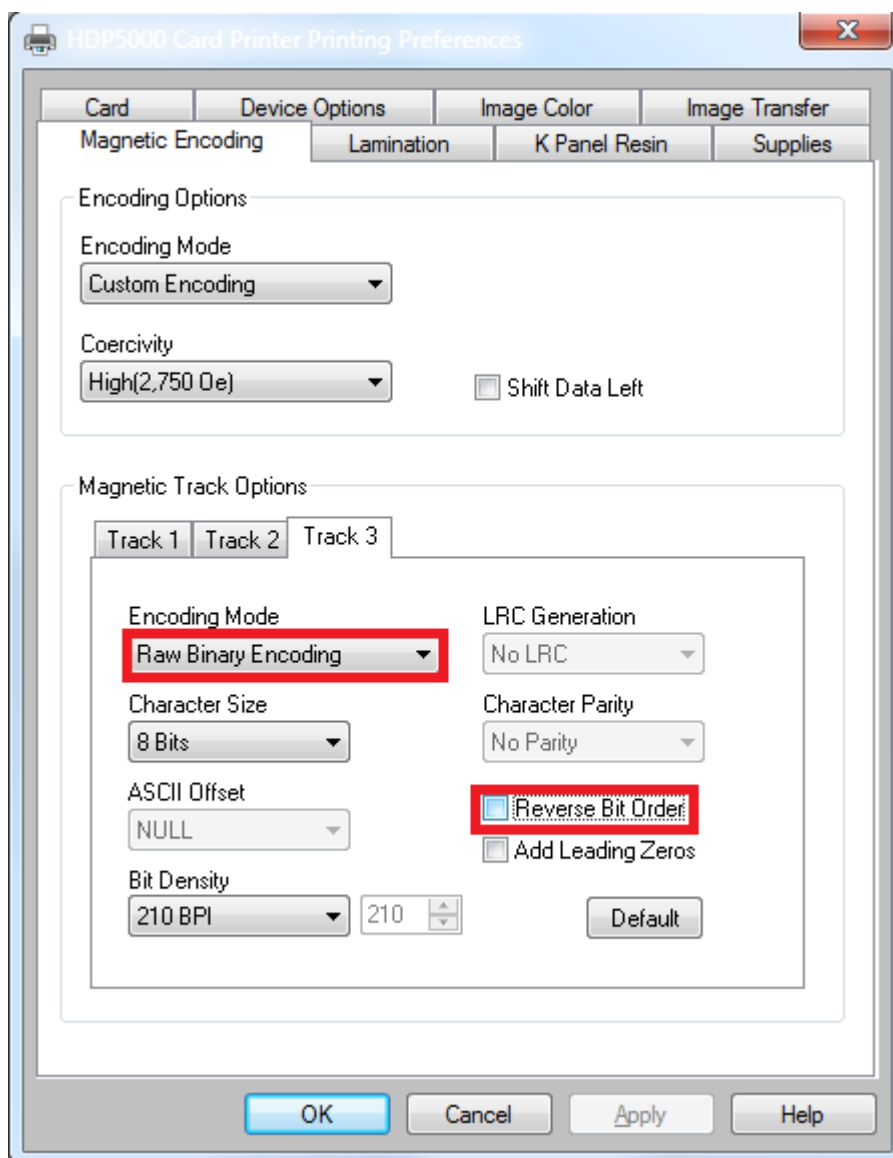 HDP5000 Card Printer Printing Preferences
Card Device Options Image Color Image Transfer
Magnetic Encoding Lamination K Panel Resin Supplies
Encoding Options
Encoding Mode
Custom Encoding
Coercivity
High(2,750 Oe) Shift Data Left
Magnetic Track Options
Track 1 Track 2 Track 3
Encoding Mode LRC Generation
Raw Binary Encoding No LRC
Character Size Character Parity
8 Bits No Parity
ASCII Offset Reverse Bit Order
NULL Add Leading Zeros
Bit Density
210 BPI 210 Default
OK Cancel Apply Help